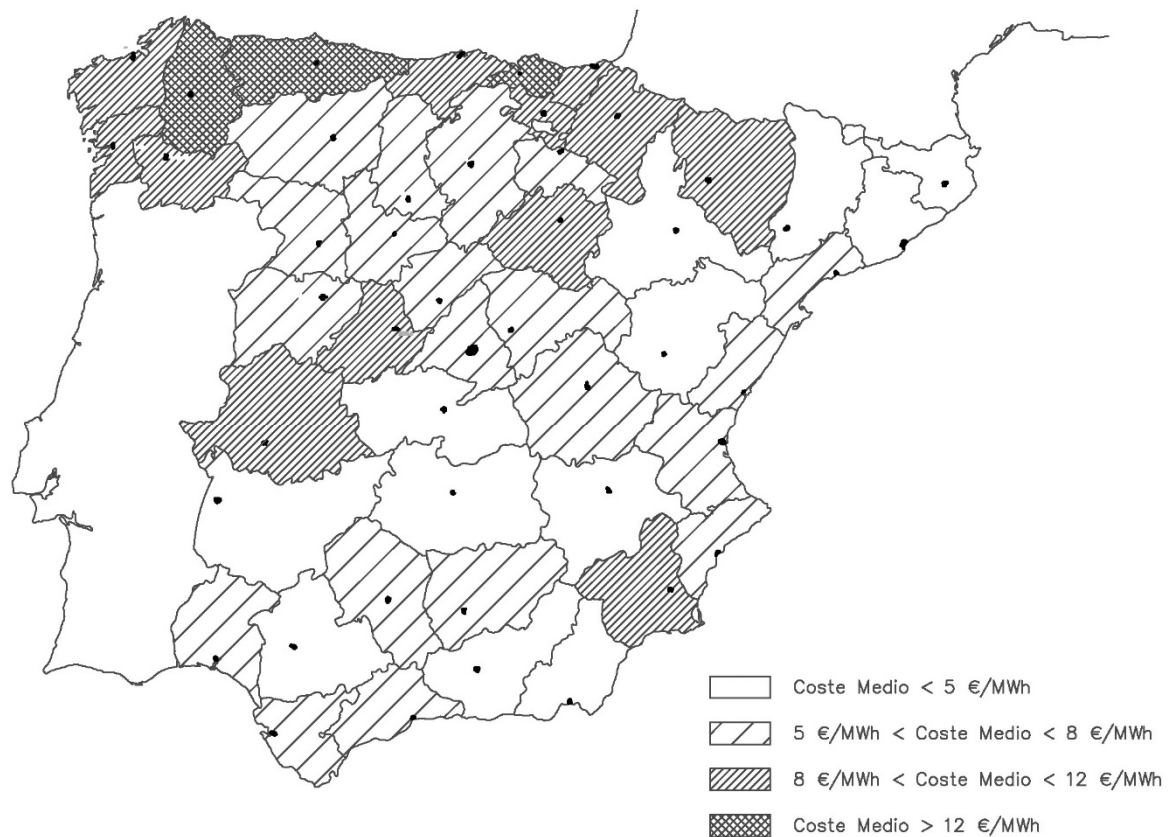 Coste Medio < 5 €/MWh
5 €/MWh < Coste Medio < 8 €/MWh
8 €/MWh < Coste Medio < 12 €/MWh
Coste Medio > 12 €/MWh